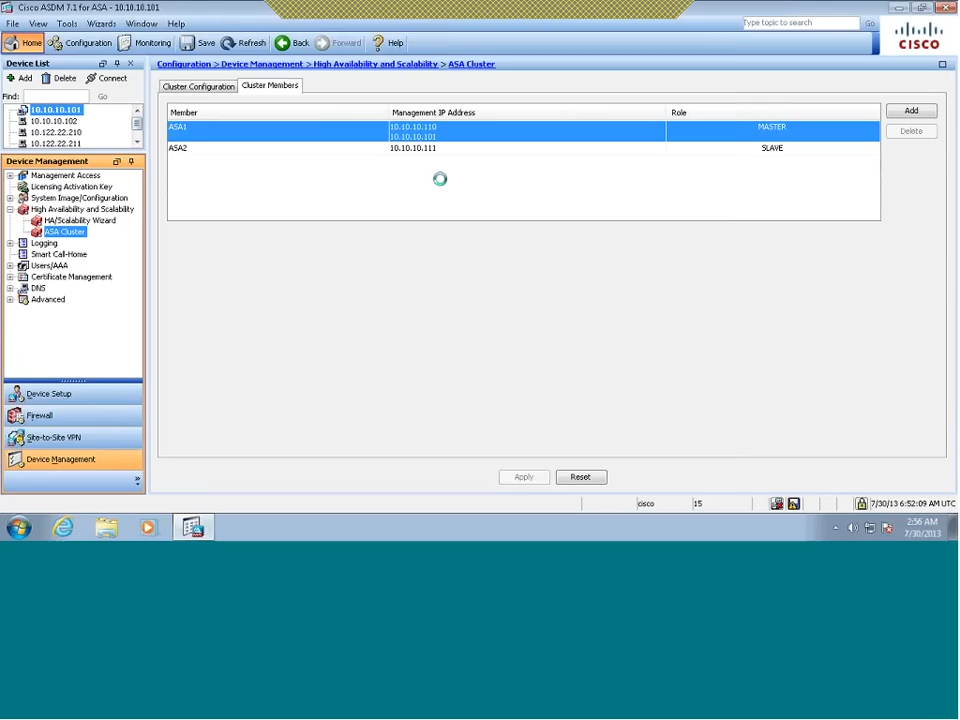 Cisco ASDM 7.1 for ASA - 10.10.10.101
File View Tools Wizards Window Help
Type topic to search Go
Home Configuration Monitoring Save Refresh Back Forward Help
CISCO
Device List
Add Delete Connect
Find: Go
10.10.10.101
10.10.10.102
10.122.22.210
10.122.22.211
Device Management
Management Access
Licensing Activation Key
System Image/Configuration
High Availability and Scalability
HA/Scalability Wizard
ASA Cluster
Logging
Smart Call-Home
Users/AAA
Certificate Management
DNS
Advanced
Device Setup
Firewall
Site-to-Site VPN
Device Management
»
Configuration > Device Management > High Availability and Scalability > ASA Cluster
Cluster Configuration Cluster Members
Member Management IP Address Role
ASA1 10.10.10.110 MASTER
10.10.10.101
ASA2 10.10.10.111 SLAVE
Add
Delete
Apply Reset
cisco 15 7/30/13 6:52:09 AM UTC
2:56 AM
7/30/2013